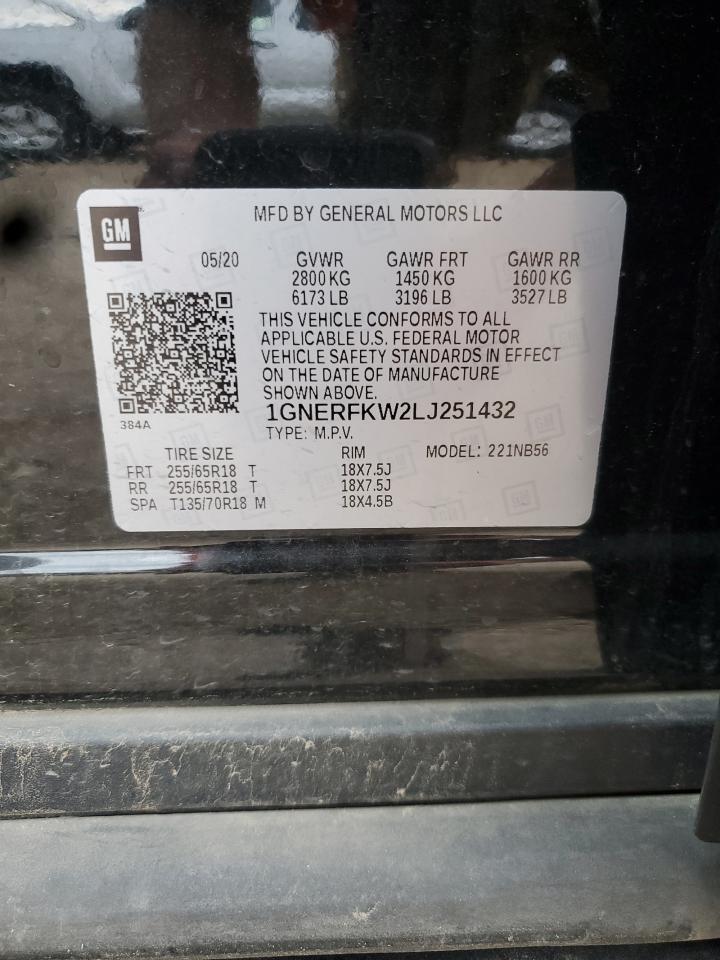 GM
MFD BY GENERAL MOTORS LLC
05/20 GVWR GAWR FRT GAWR RR
2800 KG 1450 KG 1600 KG
6173 LB 3196 LB 3527 LB
THIS VEHICLE CONFORMS TO ALL
APPLICABLE U.S. FEDERAL MOTOR
VEHICLE SAFETY STANDARDS IN EFFECT
ON THE DATE OF MANUFACTURE
SHOWN ABOVE.
384A
1GNERFKW2LJ251432
TYPE: M.P.V. MODEL: 221NB56
TIRE SIZE RIM
FRT 255/65R18 T 18X7.5J
RR 255/65R18 T 18X7.5J
SPA T135/70R18 M 18X4.5B